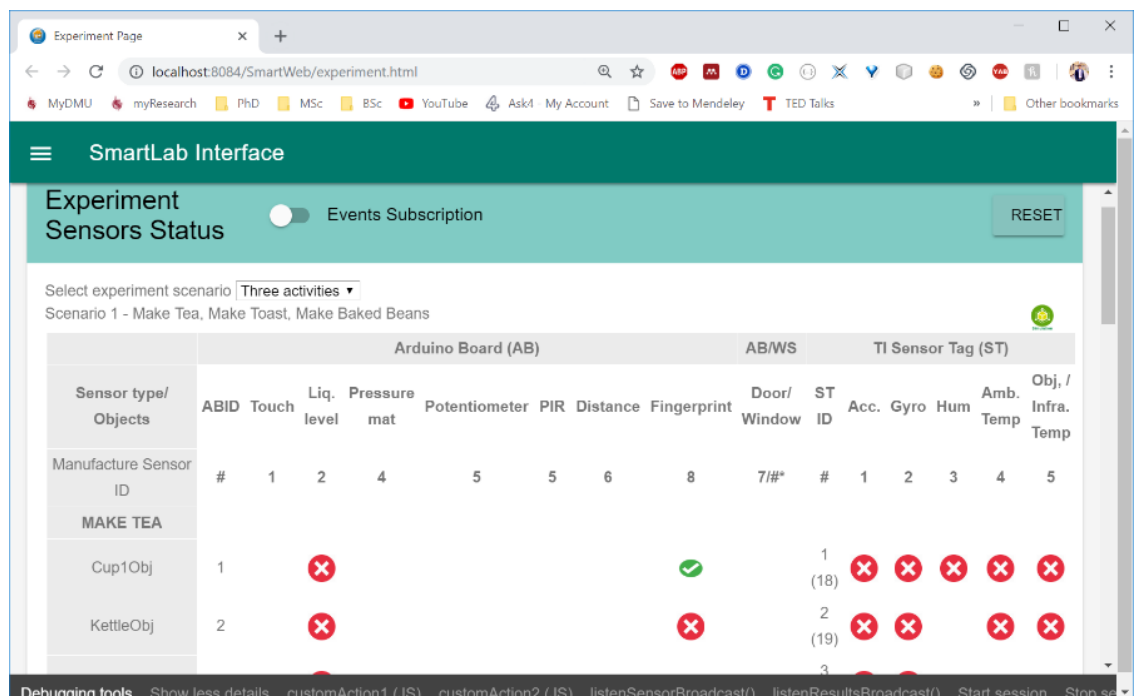 Experiment Page
localhost:8084/SmartWeb/experiment.html
MyDMU myResearch PhD MSc BSc YouTube Ask4 - My Account Save to Mendeley TED Talks » Other bookmarks
SmartLab Interface
Experiment
Sensors Status
Events Subscription
RESET
Select experiment scenario Three activities
Scenario 1 - Make Tea, Make Toast, Make Baked Beans
Arduino Board (AB) AB/WS TI Sensor Tag (ST)
Sensor type/
Objects
ABID Touch
Liq.
level
Pressure
mat
Potentiometer PIR Distance Fingerprint
Door/
Window
ST
ID
Acc. Gyro Hum
Amb.
Temp
Obj, /
Infra.
Temp
Manufacture Sensor
ID
# 1 2 4 5 5 6 8 7/#* # 1 2 3 4 5
MAKE TEA
Cup1Obj 1
1
(18)
KettleObj 2
2
(19)
3
Debugging tools Show less details customAction1 (JS) customAction2 (JS) listenSensorBroadcast() listenResultsBroadcast() Start session